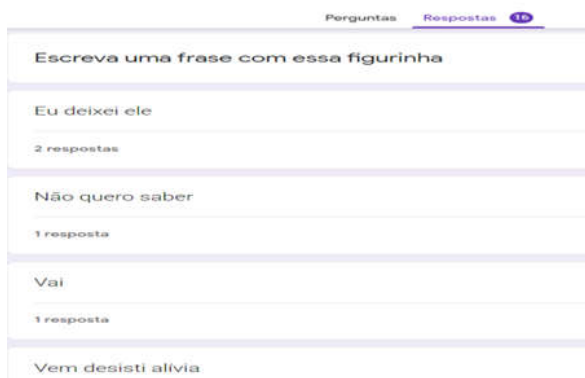 Perguntas Respostas 16
Escreva uma frase com essa figurinha
Eu deixei ele
2 respostas
Não quero saber
1 resposta
Vai
1 resposta
Vem desisti alívia